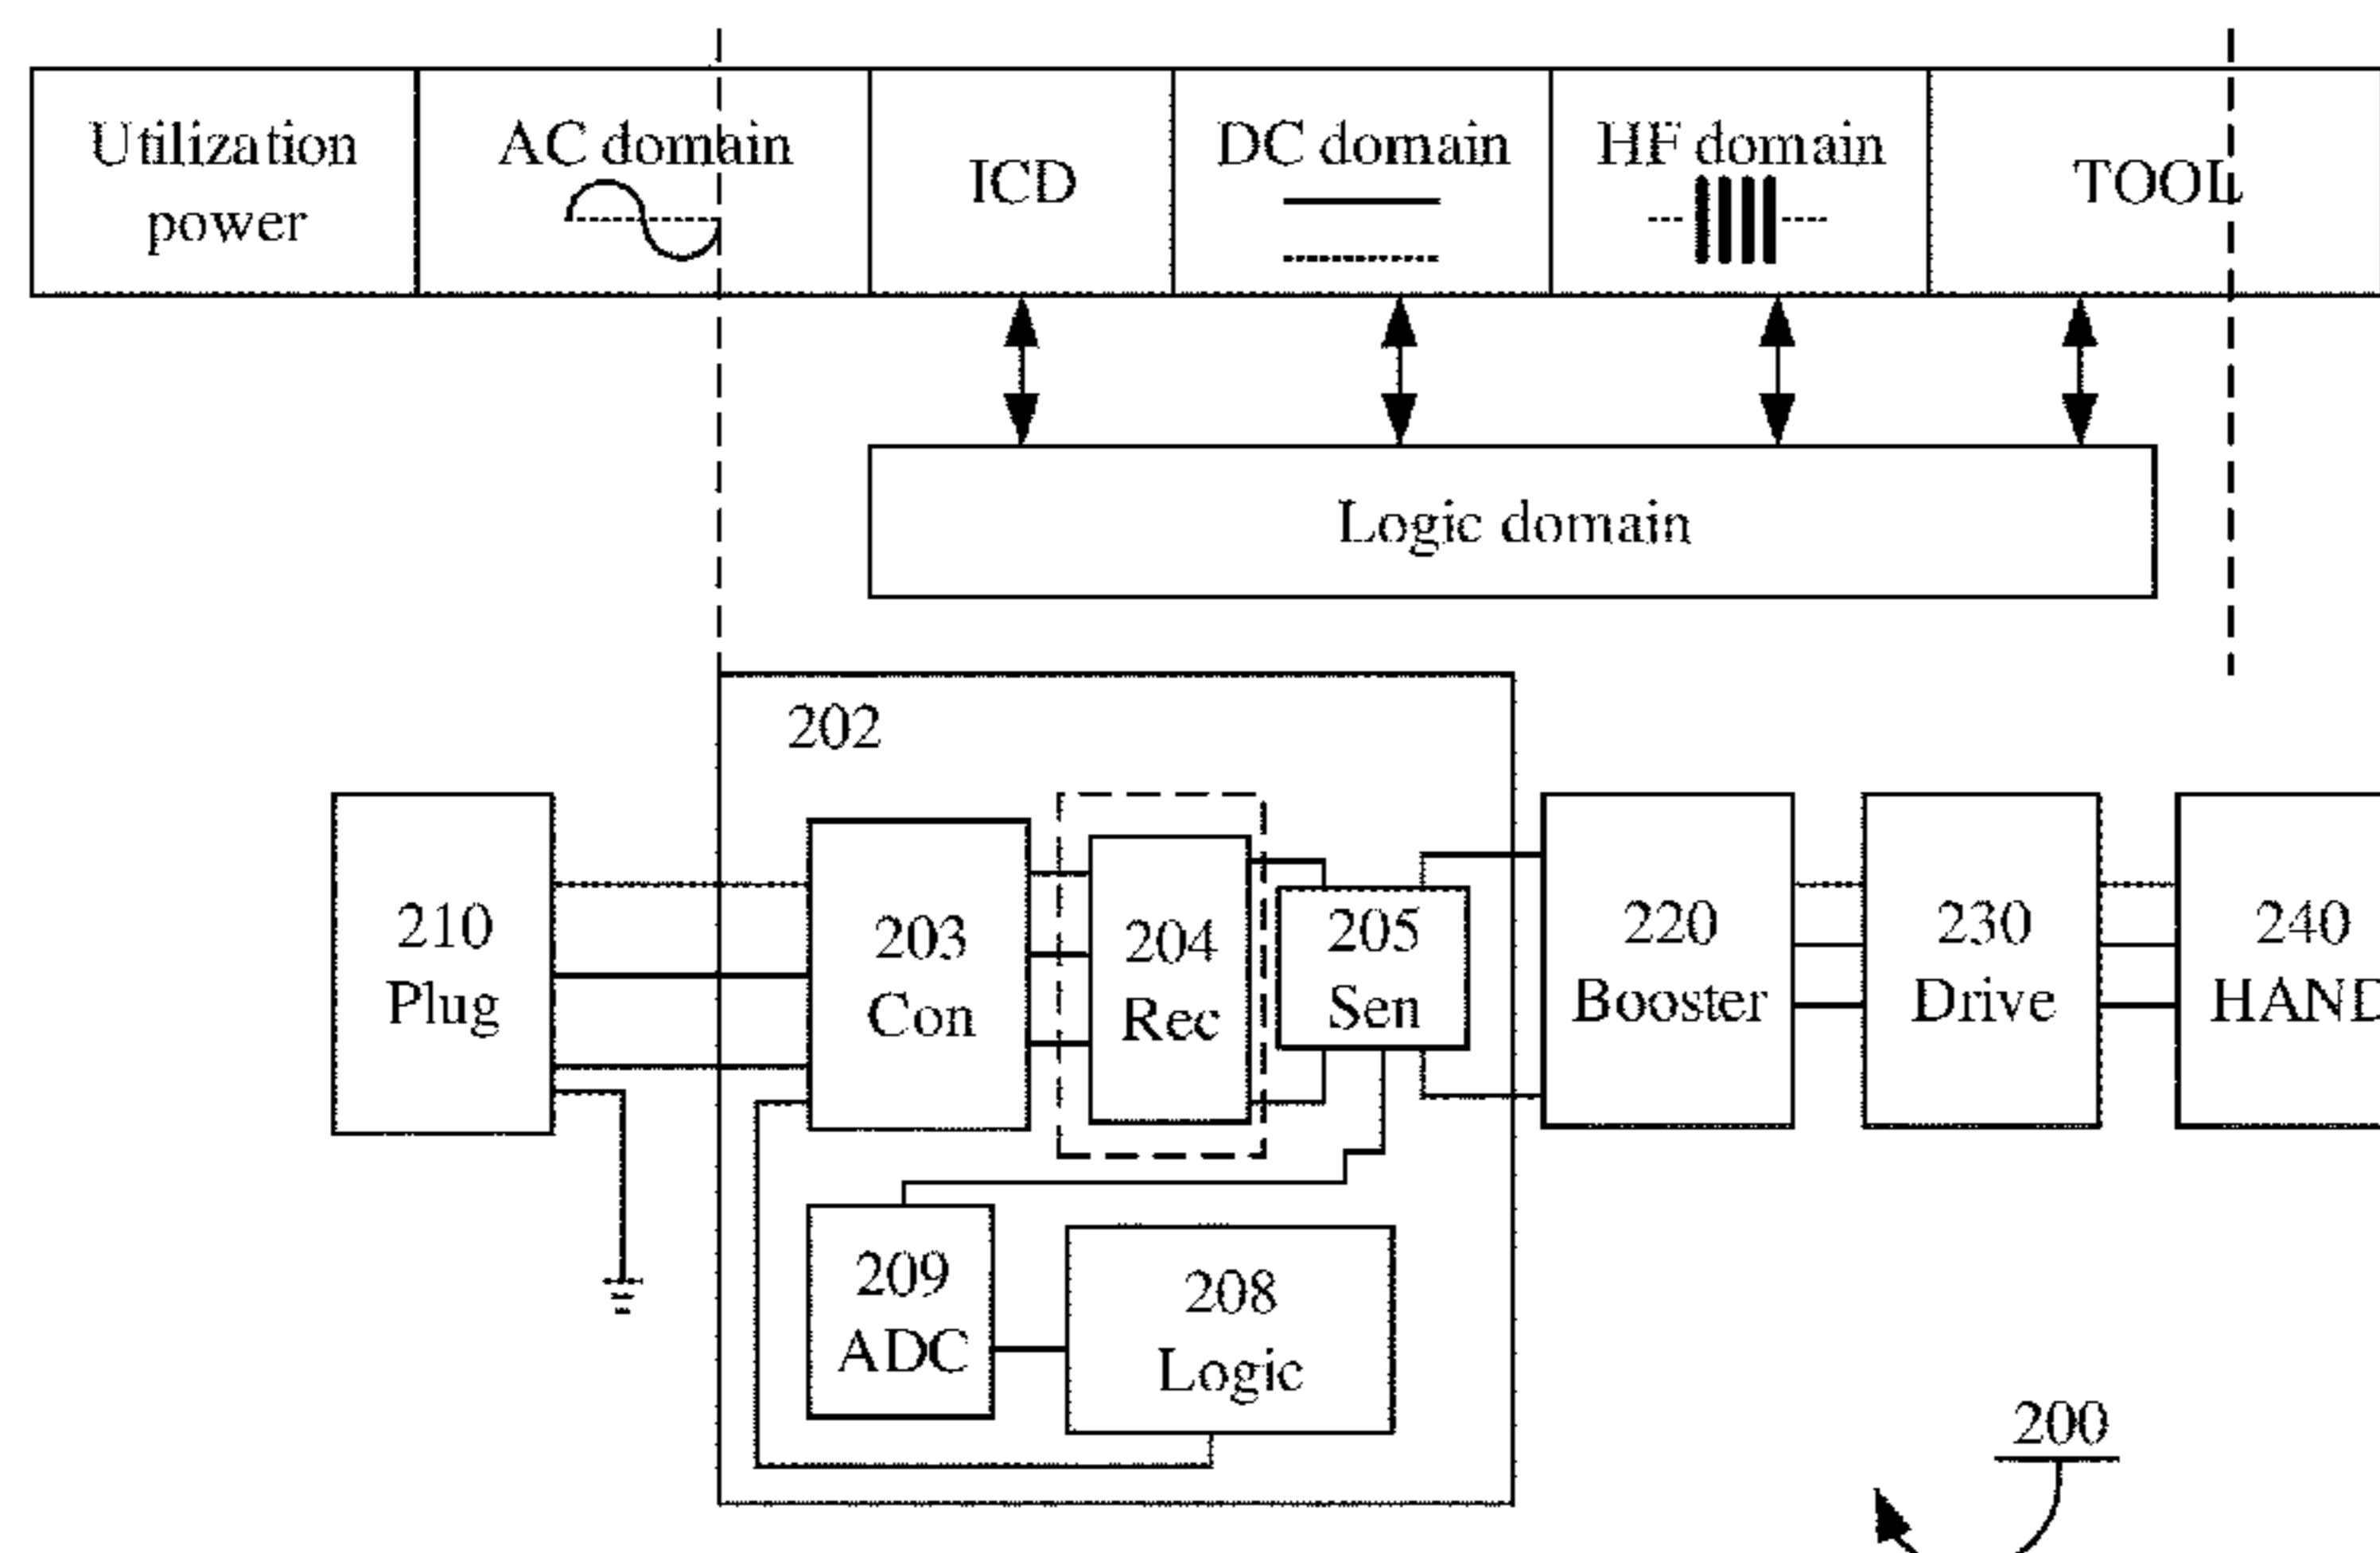 Utilization
power
AC domain
ICD
DC domain
HF domain
TOOL
Logic domain
202
210
Plug
203
Con
204
Rec
205
Sen
220
Booster
230
Drive
240
HAND
209
ADC
208
Logic
200